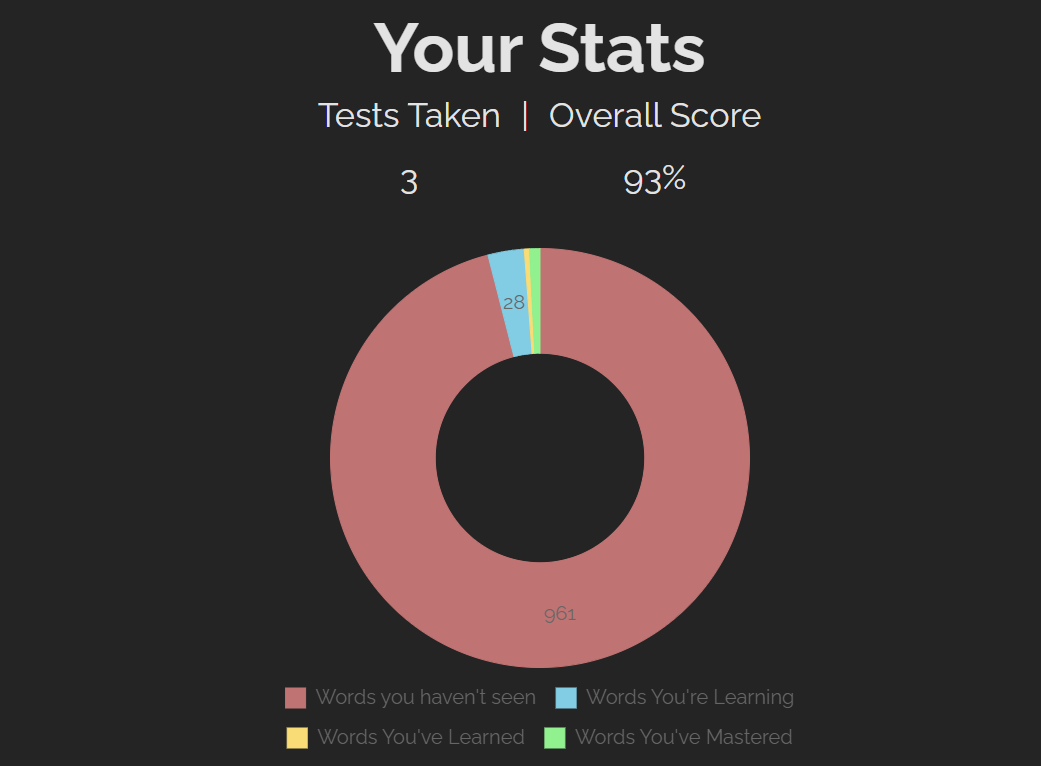 Your Stats
Tests Taken | Overall Score
3 93%
28
961
Words you haven't seen Words You're Learning
Words You've Learned Words You've Mastered